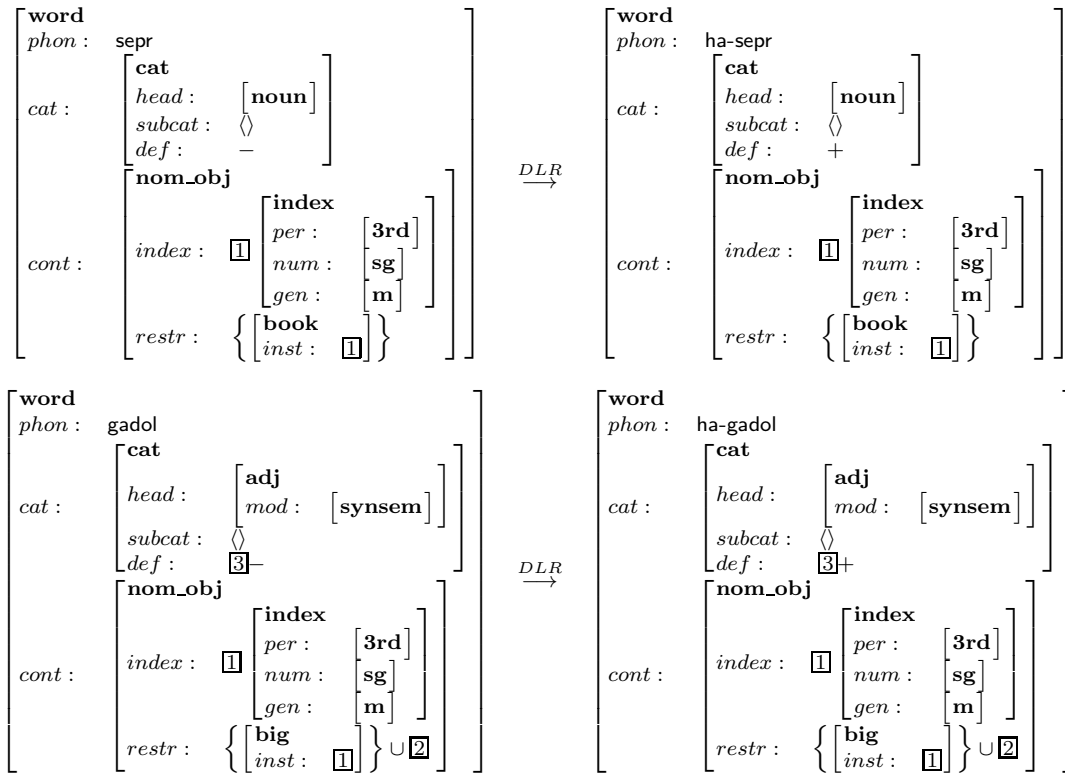 word word
phon : sepr phon : ha-sepr
cat cat
head : [noun] head : [noun]
cat : cat :
subcat : ⟨⟩ subcat : ⟨⟩
def : − def : +
DLR
⟶
nom_obj nom_obj
index index
per : [3rd] per : [3rd]
index : 1 index : 1
num : [sg] num : [sg]
cont : cont :
gen : [m] gen : [m]
restr : { [book restr : { [book
inst : 1] } inst : 1] }
word word
phon : gadol phon : ha-gadol
cat cat
adj adj
head : head :
mod : [synsem] mod : [synsem]
cat : cat :
subcat : ⟨⟩ subcat : ⟨⟩
def : 3− def : 3+
DLR
⟶
nom_obj nom_obj
index index
per : [3rd] per : [3rd]
index : 1 index : 1
num : [sg] num : [sg]
cont : cont :
gen : [m] gen : [m]
restr : { [big restr : { [big
inst : 1] } ∪ 2 inst : 1] } ∪ 2